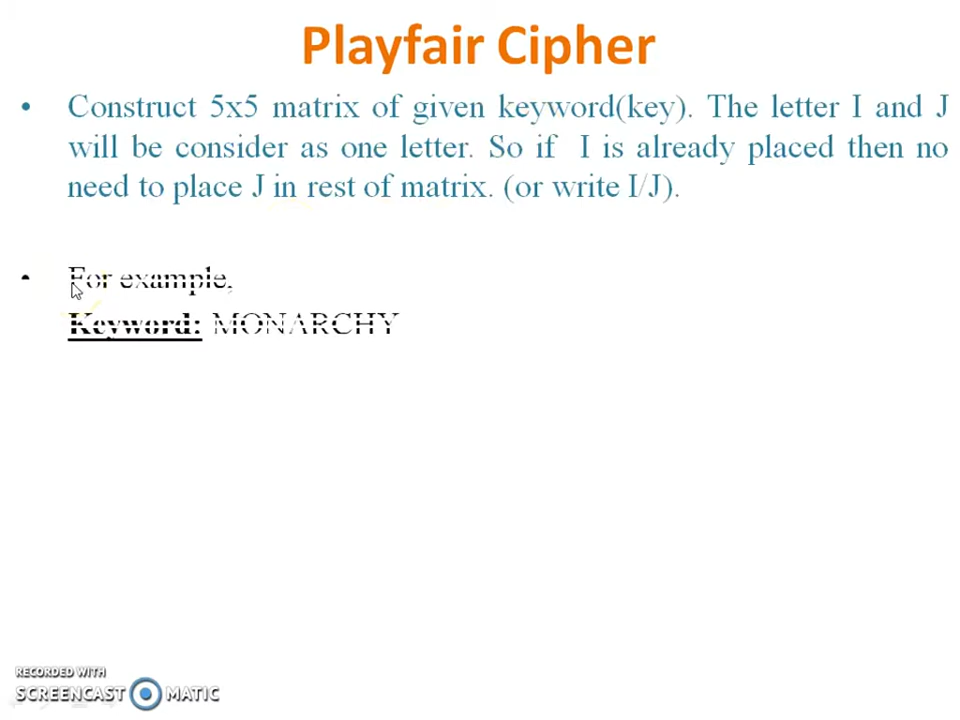 Playfair Cipher
• Construct 5x5 matrix of given keyword(key). The letter I and J
will be consider as one letter. So if I is already placed then no
need to place J in rest of matrix. (or write I/J).
• For example,
Keyword: MONARCHY
RECORDED WITH
SCREENCAST MATIC